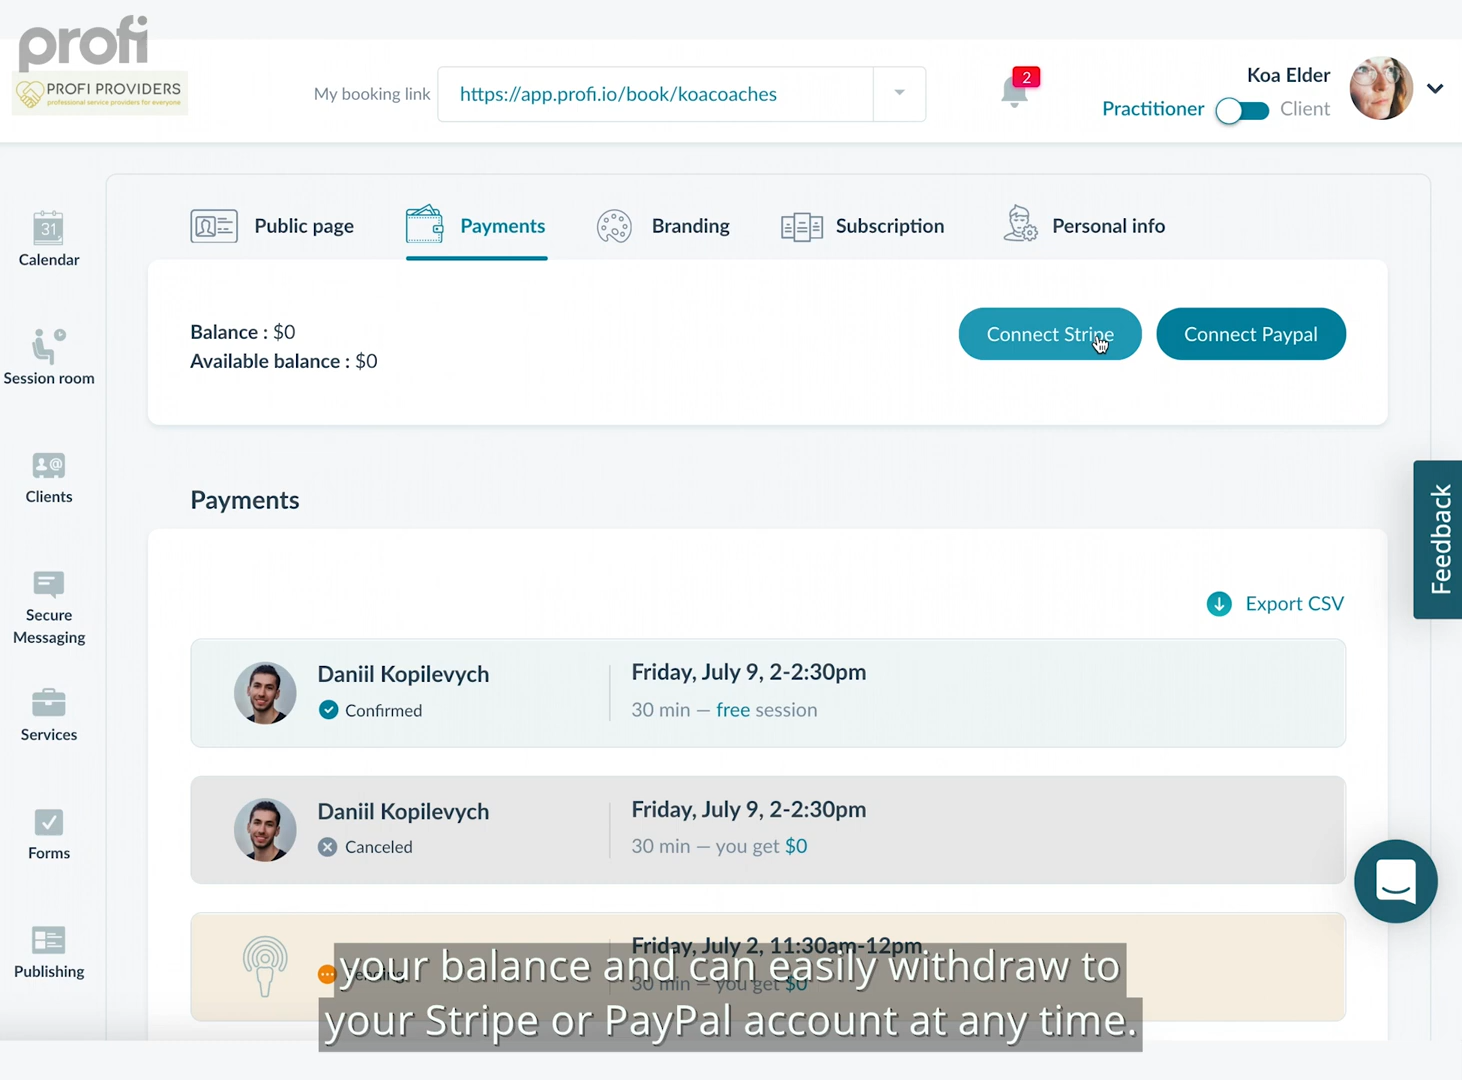 profi
PROFI PROVIDERS
professional service providers for everyone
My booking link
https://app.profi.io/book/koacoaches
2
Koa Elder
Practitioner
Client
31
Calendar
Session room
Clients
Secure
Messaging
Services
Forms
Publishing
Public page
Payments
Branding
Subscription
Personal info
Balance : $0
Available balance : $0
Connect Stripe
Connect Paypal
Payments
Export CSV
Daniil Kopilevych
Confirmed
Friday, July 9, 2-2:30pm
30 min — free session
Daniil Kopilevych
Canceled
Friday, July 9, 2-2:30pm
30 min — you get $0
Friday, July 2, 11:30am-12pm
Pending
30 min — you get $0
your balance and can easily withdraw to
your Stripe or PayPal account at any time.
Feedback